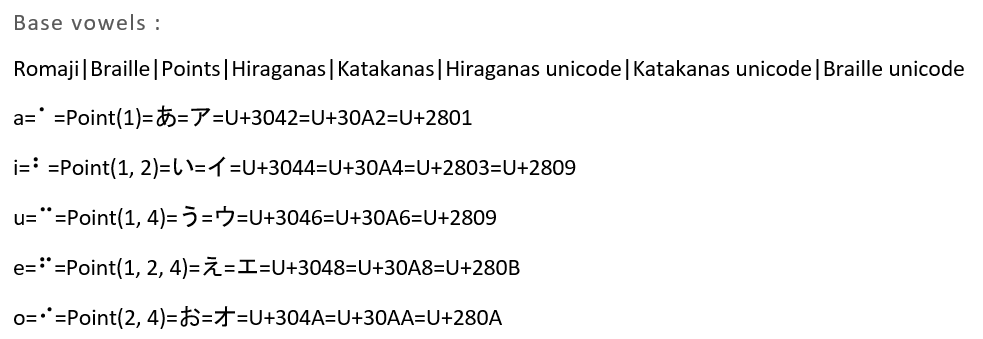 Base vowels :
Romaji|Braille|Points|Hiraganas|Katakanas|Hiraganas unicode|Katakanas unicode|Braille unicode
a=⠁=Point(1)=あ=ア=U+3042=U+30A2=U+2801
i=⠃=Point(1, 2)=い=イ=U+3044=U+30A4=U+2803=U+2809
u=⠉=Point(1, 4)=う=ウ=U+3046=U+30A6=U+2809
e=⠋=Point(1, 2, 4)=え=エ=U+3048=U+30A8=U+280B
o=⠊=Point(2, 4)=お=オ=U+304A=U+30AA=U+280A